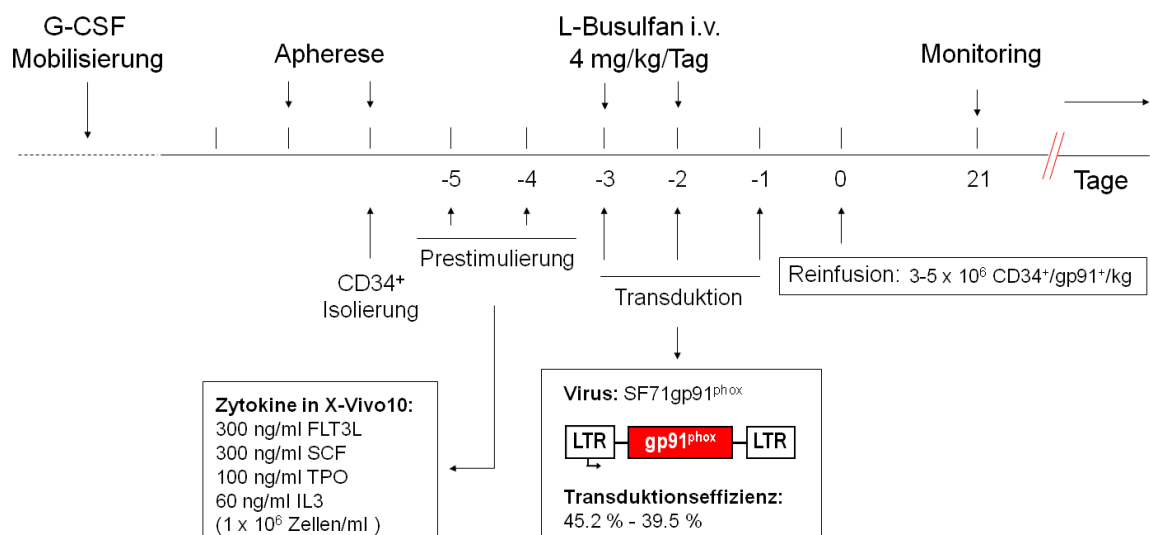 G-CSF
Mobilisierung
Apherese
L-Busulfan i.v.
4 mg/kg/Tag
Monitoring
-5
-4
-3
-2
-1
0
21
Tage
CD34⁺
Isolierung
Prestimulierung
Transduktion
Reinfusion: 3-5 x 10⁶ CD34⁺/gp91⁺/kg
Zytokine in X-Vivo10:
300 ng/ml FLT3L
300 ng/ml SCF
100 ng/ml TPO
60 ng/ml IL3
(1 x 10⁶ Zellen/ml )
Virus: SF71gp91ᵖʰᵒˣ
LTR
gp91ᵖʰᵒˣ
LTR
Transduktionseffizienz:
45.2 % - 39.5 %